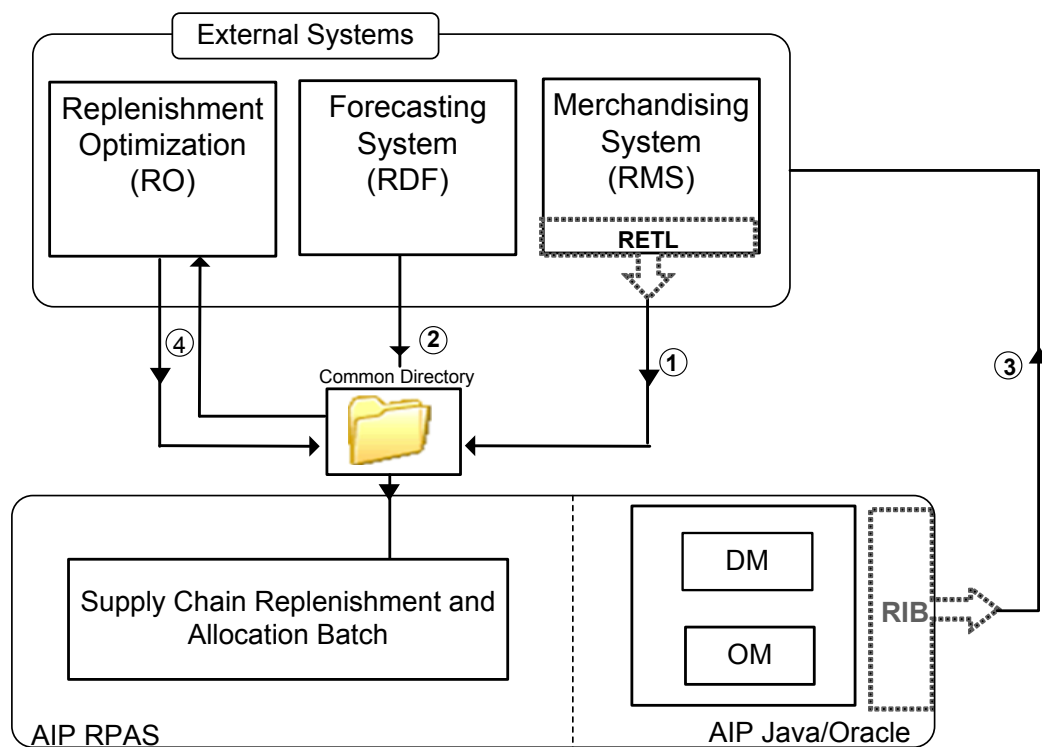 External Systems
Replenishment
Optimization
(RO)
Forecasting
System
(RDF)
Merchandising
System
(RMS)
RETL
4
2
1
3
Common Directory
Supply Chain Replenishment and
Allocation Batch
DM
OM
RIB
AIP RPAS
AIP Java/Oracle